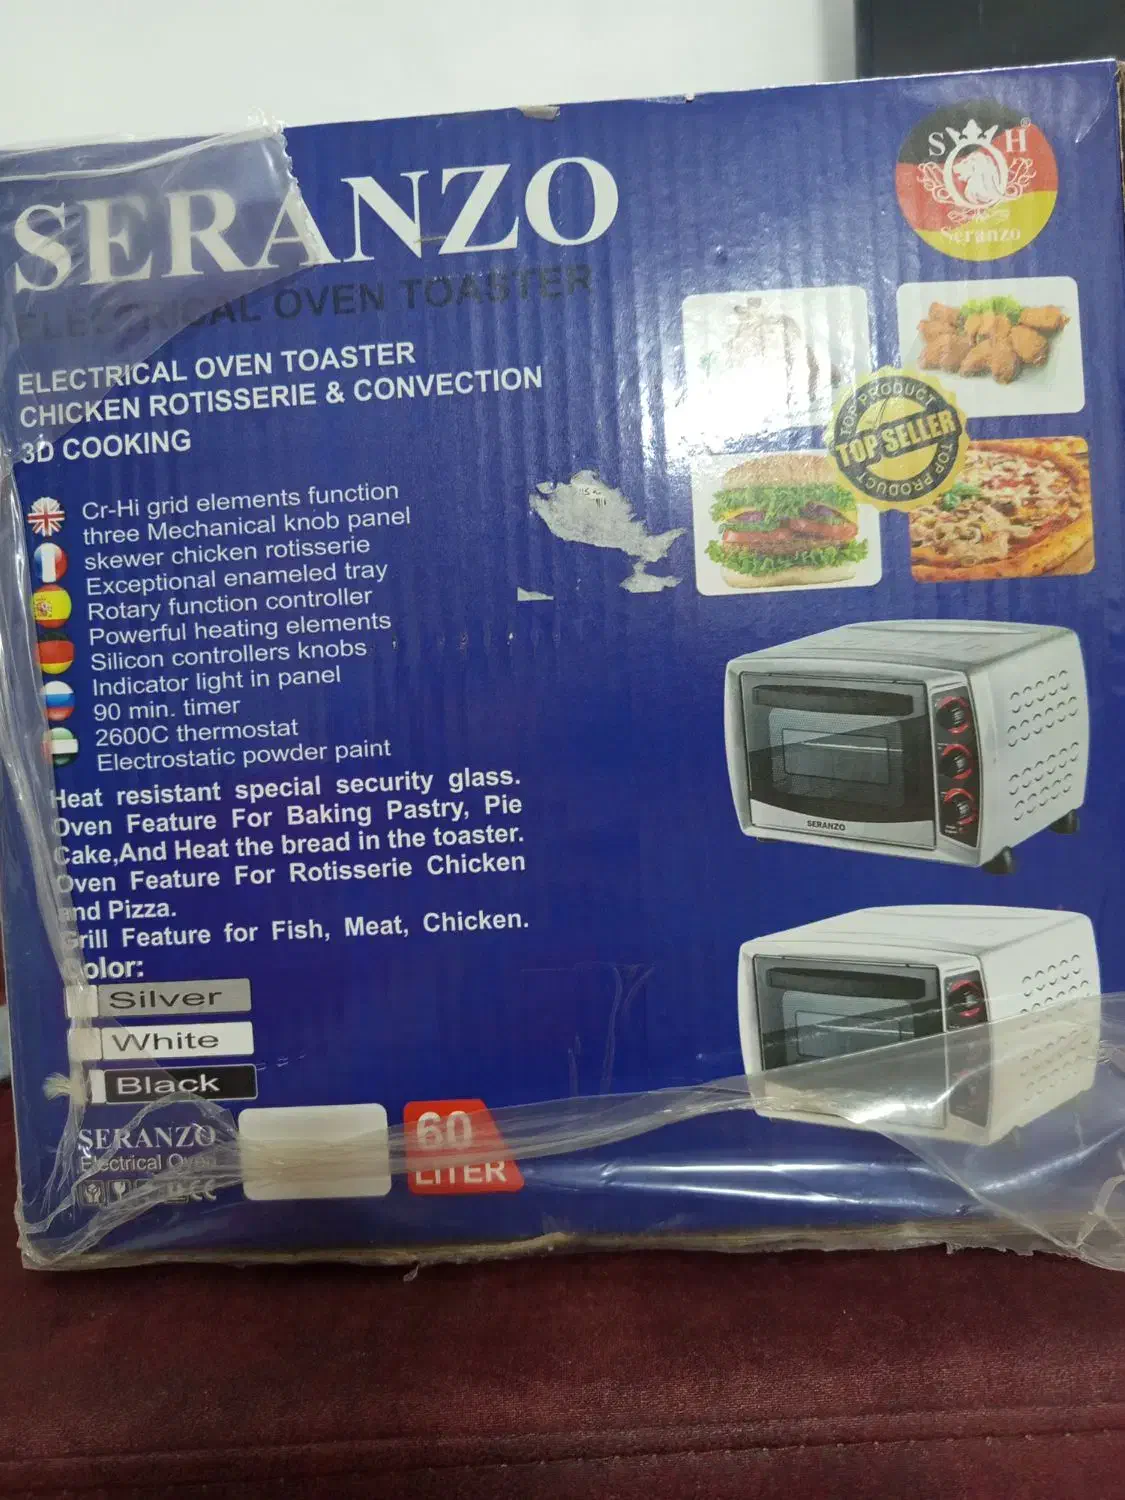 SERANZO
ELECTRICAL OVEN TOASTER
ELECTRICAL OVEN TOASTER
CHICKEN ROTISSERIE & CONVECTION
3D COOKING
Cr-Hi grid elements function
three Mechanical knob panel
skewer chicken rotisserie
Exceptional enameled tray
Rotary function controller
Powerful heating elements
Silicon controllers knobs
Indicator light in panel
90 min. timer
2600C thermostat
Electrostatic powder paint
Heat resistant special security glass.
Oven Feature For Baking Pastry, Pie
Cake,And Heat the bread in the toaster.
Oven Feature For Rotisserie Chicken
and Pizza.
Grill Feature for Fish, Meat, Chicken.
Color:
Silver
White
Black
SERANZO
Electrical Oven
CE
60
LITER
S H®
Seranzo
TOP PRODUCT
TOP SELLER
TOP PRODUCT
SERANZO